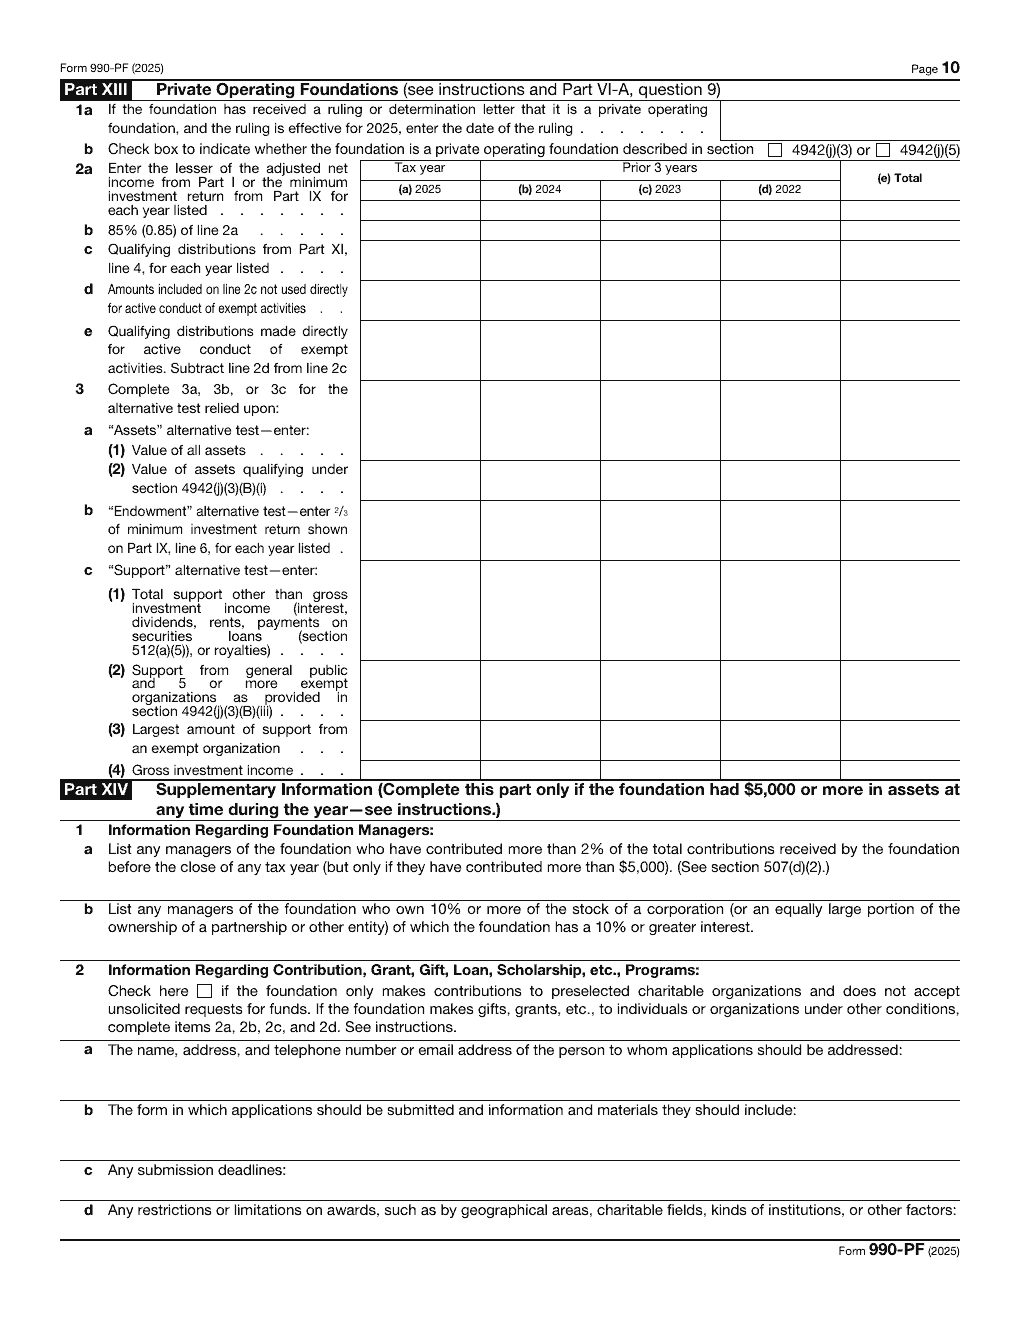 Form 990-PF (2025) Page 10
Part XIII Private Operating Foundations (see instructions and Part VI-A, question 9)
1a If the foundation has received a ruling or determination letter that it is a private operating
foundation, and the ruling is effective for 2025, enter the date of the ruling . . . . . . .
b Check box to indicate whether the foundation is a private operating foundation described in section ☐ 4942(j)(3) or ☐ 4942(j)(5)
2a Enter the lesser of the adjusted net
income from Part I or the minimum
investment return from Part IX for
each year listed . . . . . . .
Tax year Prior 3 years
(e) Total
(a) 2025 (b) 2024 (c) 2023 (d) 2022
b 85% (0.85) of line 2a . . . . .
c Qualifying distributions from Part XI,
line 4, for each year listed . . . .
d Amounts included on line 2c not used directly
for active conduct of exempt activities . .
e Qualifying distributions made directly
for active conduct of exempt
activities. Subtract line 2d from line 2c
3 Complete 3a, 3b, or 3c for the
alternative test relied upon:
a “Assets” alternative test—enter:
(1) Value of all assets . . . . .
(2) Value of assets qualifying under
section 4942(j)(3)(B)(i) . . . .
b “Endowment” alternative test—enter 2/3
of minimum investment return shown
on Part IX, line 6, for each year listed .
c “Support” alternative test—enter:
(1) Total support other than gross
investment income (interest,
dividends, rents, payments on
securities loans (section
512(a)(5)), or royalties) . . . .
(2) Support from general public
and 5 or more exempt
organizations as provided in
section 4942(j)(3)(B)(iii) . . . .
(3) Largest amount of support from
an exempt organization . . .
(4) Gross investment income . . .
Part XIV Supplementary Information (Complete this part only if the foundation had $5,000 or more in assets at
any time during the year—see instructions.)
1 Information Regarding Foundation Managers:
a List any managers of the foundation who have contributed more than 2% of the total contributions received by the foundation
before the close of any tax year (but only if they have contributed more than $5,000). (See section 507(d)(2).)
b List any managers of the foundation who own 10% or more of the stock of a corporation (or an equally large portion of the
ownership of a partnership or other entity) of which the foundation has a 10% or greater interest.
2 Information Regarding Contribution, Grant, Gift, Loan, Scholarship, etc., Programs:
Check here ☐ if the foundation only makes contributions to preselected charitable organizations and does not accept
unsolicited requests for funds. If the foundation makes gifts, grants, etc., to individuals or organizations under other conditions,
complete items 2a, 2b, 2c, and 2d. See instructions.
a The name, address, and telephone number or email address of the person to whom applications should be addressed:
b The form in which applications should be submitted and information and materials they should include:
c Any submission deadlines:
d Any restrictions or limitations on awards, such as by geographical areas, charitable fields, kinds of institutions, or other factors:
Form 990-PF (2025)